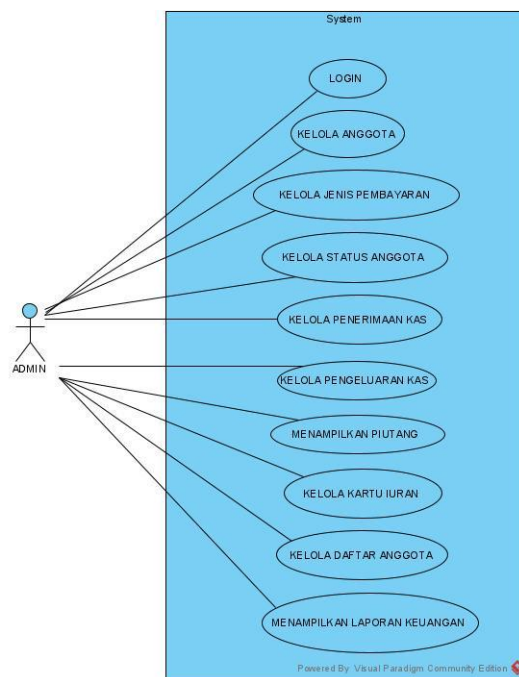 System
LOGIN
KELOLA ANGGOTA
KELOLA JENIS PEMBAYARAN
KELOLA STATUS ANGGOTA
KELOLA PENERIMAAN KAS
ADMIN
KELOLA PENGELUARAN KAS
MENAMPILKAN PIUTANG
KELOLA KARTU IURAN
KELOLA DAFTAR ANGGOTA
MENAMPILKAN LAPORAN KEUANGAN
Powered By Visual Paradigm Community Edition